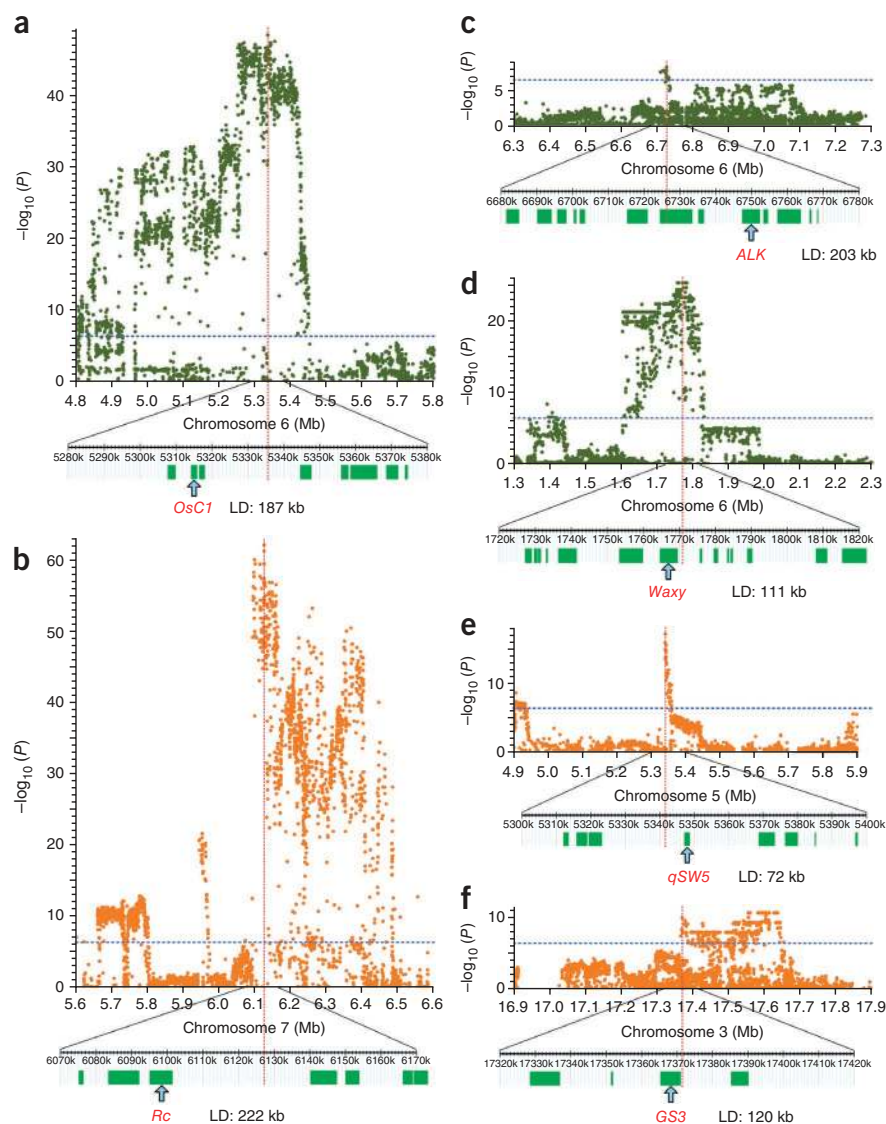 a
−log10 (P)
40
30
20
10
0
4.8 4.9 5.0 5.1 5.2 5.3 5.4 5.5 5.6 5.7 5.8
Chromosome 6 (Mb)
5280k 5290k 5300k 5310k 5320k 5330k 5340k 5350k 5360k 5370k 5380k
OsC1 LD: 187 kb
b
−log10 (P)
60
50
40
30
20
10
0
5.6 5.7 5.8 5.9 6.0 6.1 6.2 6.3 6.4 6.5 6.6
Chromosome 7 (Mb)
6070k 6080k 6090k 6100k 6110k 6120k 6130k 6140k 6150k 6160k 6170k
Rc LD: 222 kb
c
−log10 (P)
5
0
6.3 6.4 6.5 6.6 6.7 6.8 6.9 7.0 7.1 7.2 7.3
Chromosome 6 (Mb)
6680k 6690k 6700k 6710k 6720k 6730k 6740k 6750k 6760k 6770k 6780k
ALK LD: 203 kb
d
−log10 (P)
20
10
0
1.3 1.4 1.5 1.6 1.7 1.8 1.9 2.0 2.1 2.2 2.3
Chromosome 6 (Mb)
1720k 1730k 1740k 1750k 1760k 1770k 1780k 1790k 1800k 1810k 1820k
Waxy LD: 111 kb
e
−log10 (P)
10
0
4.9 5.0 5.1 5.2 5.3 5.4 5.5 5.6 5.7 5.8 5.9
Chromosome 5 (Mb)
5300k 5310k 5320k 5330k 5340k 5350k 5360k 5370k 5380k 5390k 5400k
qSW5 LD: 72 kb
f
−log10 (P)
10
5
0
16.9 17.0 17.1 17.2 17.3 17.4 17.5 17.6 17.7 17.8 17.9
Chromosome 3 (Mb)
17320k 17330k 17340k 17350k 17360k 17370k 17380k 17390k 17400k 17410k 17420k
GS3 LD: 120 kb